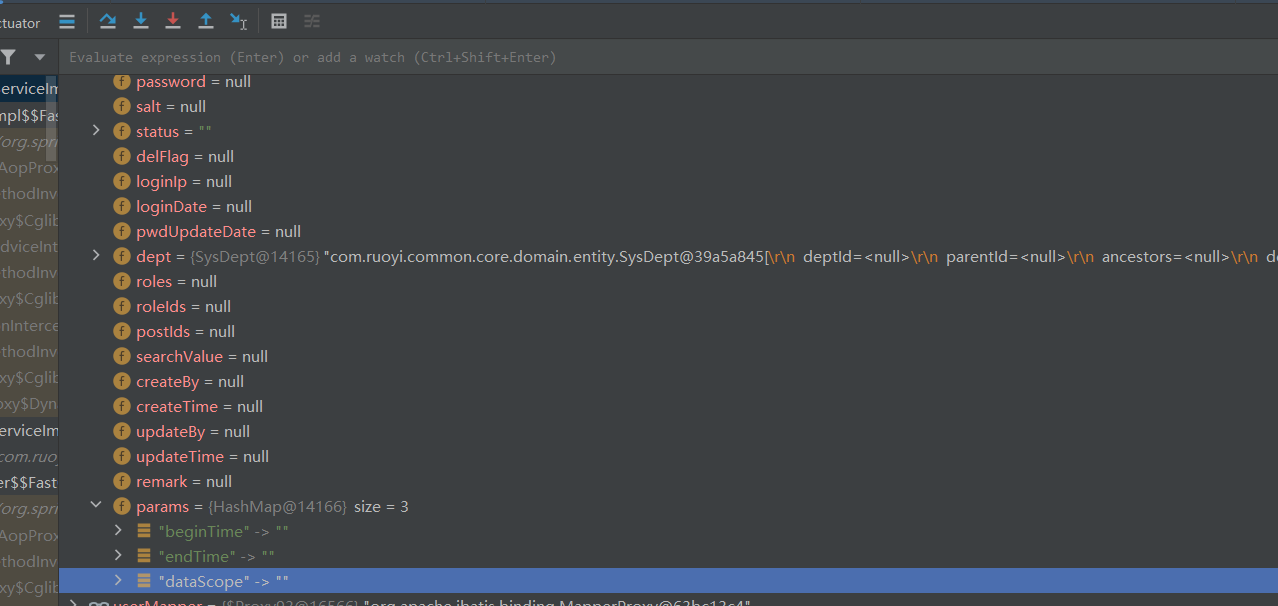 ctuator
Evaluate expression (Enter) or add a watch (Ctrl+Shift+Enter)
password = null
erviceIm
salt = null
mpl$$Fas
status = ""
/org.spri
delFlag = null
AopProx
loginIp = null
thodInv
loginDate = null
xy$Cglib
pwdUpdateDate = null
dviceInt
dept = {SysDept@14165} "com.ruoyi.common.core.domain.entity.SysDept@39a5a845[\r\n deptId=<null>\r\n parentId=<null>\r\n ancestors=<null>\r\n de
thodInv
roles = null
xy$Cglib
roleIds = null
nInterce
postIds = null
thodInv
searchValue = null
xy$Cglib
createBy = null
oxy$Dyn
createTime = null
erviceIm
updateBy = null
com.ruoy
updateTime = null
er$$Fast
remark = null
/org.spri
params = {HashMap@14166} size = 3
AopProx
"beginTime" -> ""
thodInv
"endTime" -> ""
xy$Cglib
"dataScope" -> ""